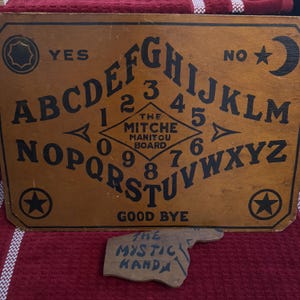 YES NO
ABCDEFGHIJKLM
1 2 3 4 5
THE
MITCHE
MANITOU
BOARD
0 9 8 7 6
NOPQRSTUVWXYZ
GOOD BYE
THE
MYSTIC
HAND